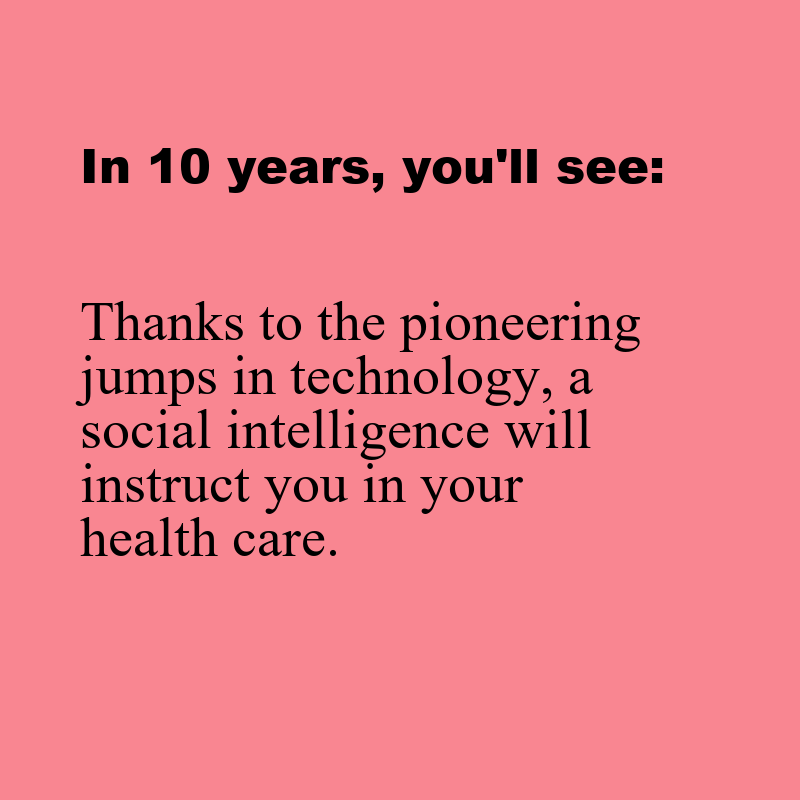 In 10 years, you'll see:
Thanks to the pioneering
jumps in technology, a
social intelligence will
instruct you in your
health care.